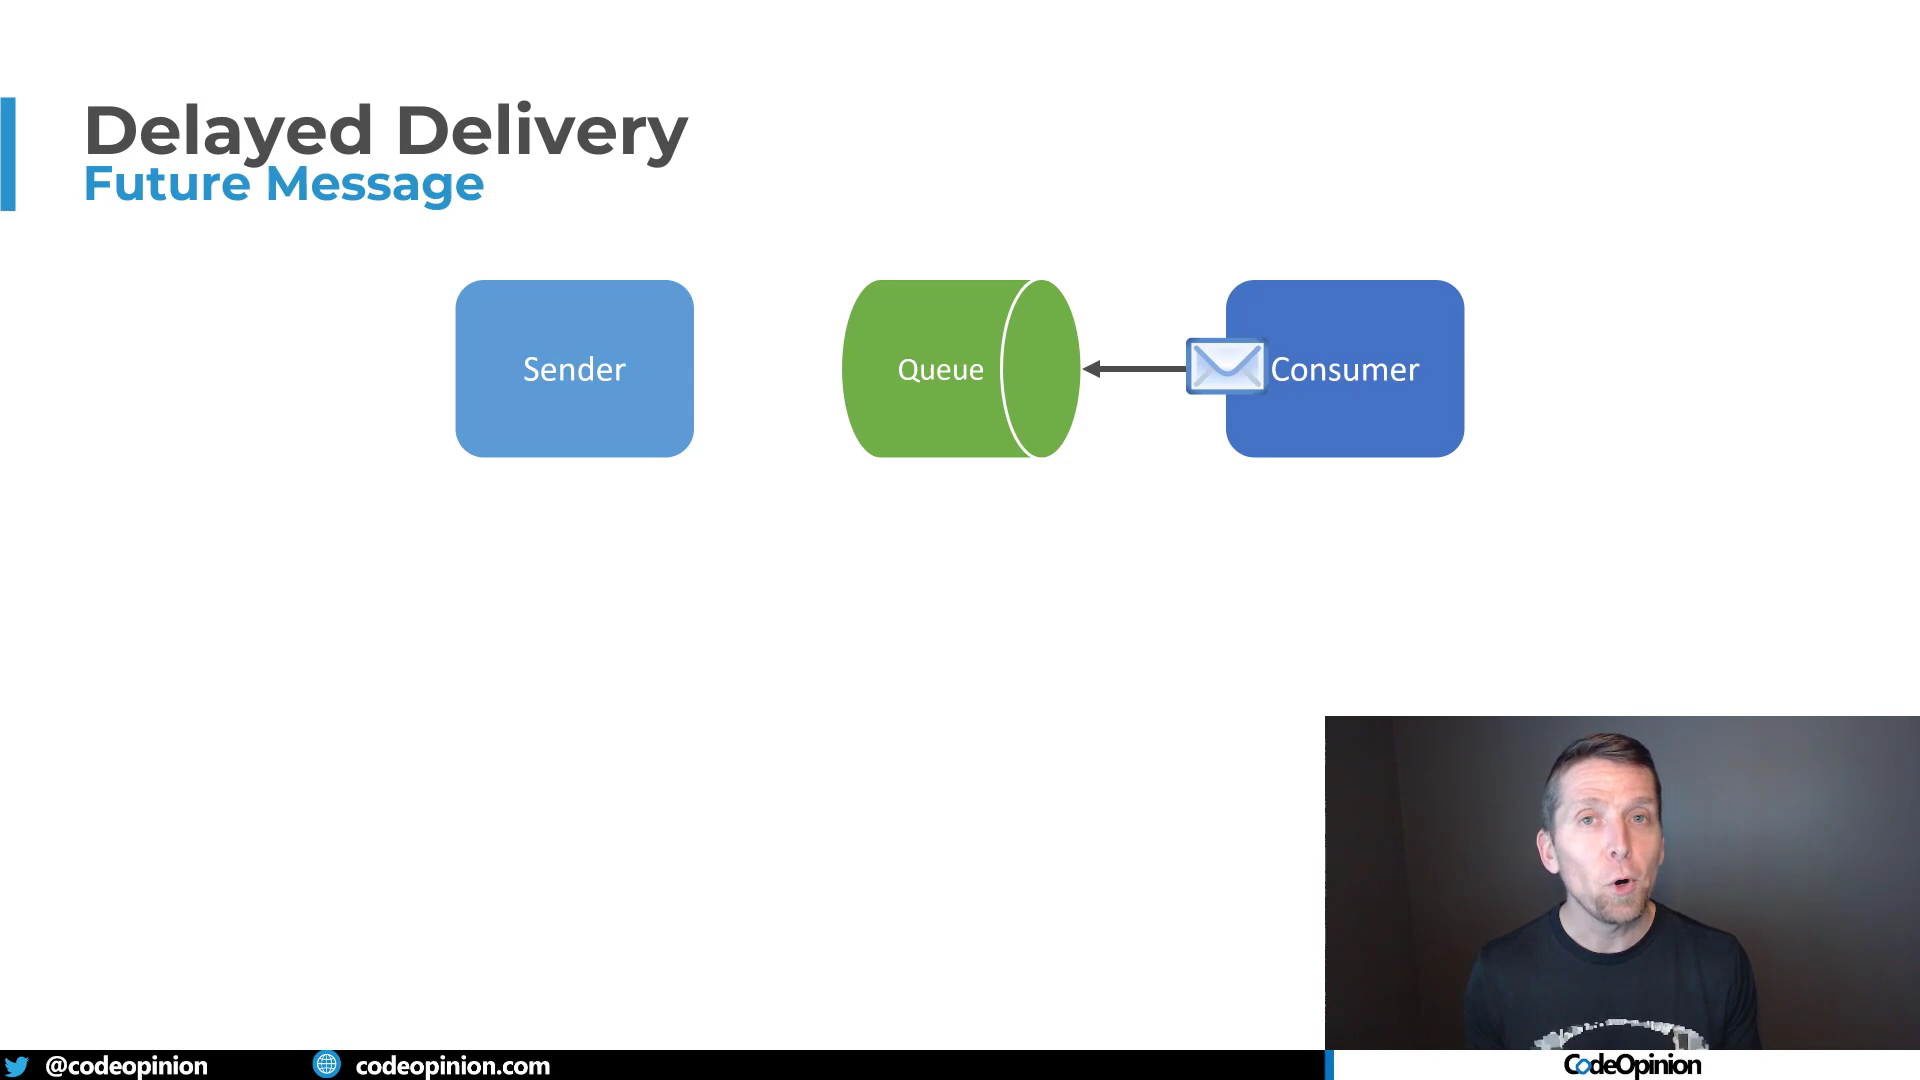 Delayed Delivery
Future Message
Sender
Queue
Consumer
@codeopinion
codeopinion.com
CodeOpinion